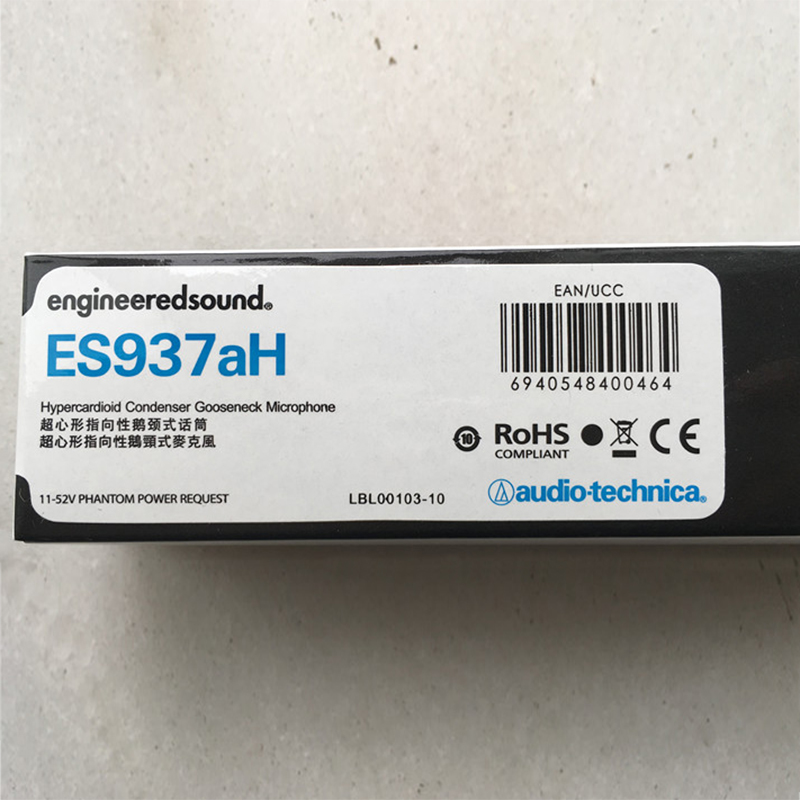 engineeredsound®
ES937aH
Hypercardioid Condenser Gooseneck Microphone
超心形指向性鹅颈式话筒
超心形指向性鵝頸式麥克風
11-52V PHANTOM POWER REQUEST
LBL00103-10
EAN/UCC
6940548400464
10
RoHS
COMPLIANT
CE
audio-technica®